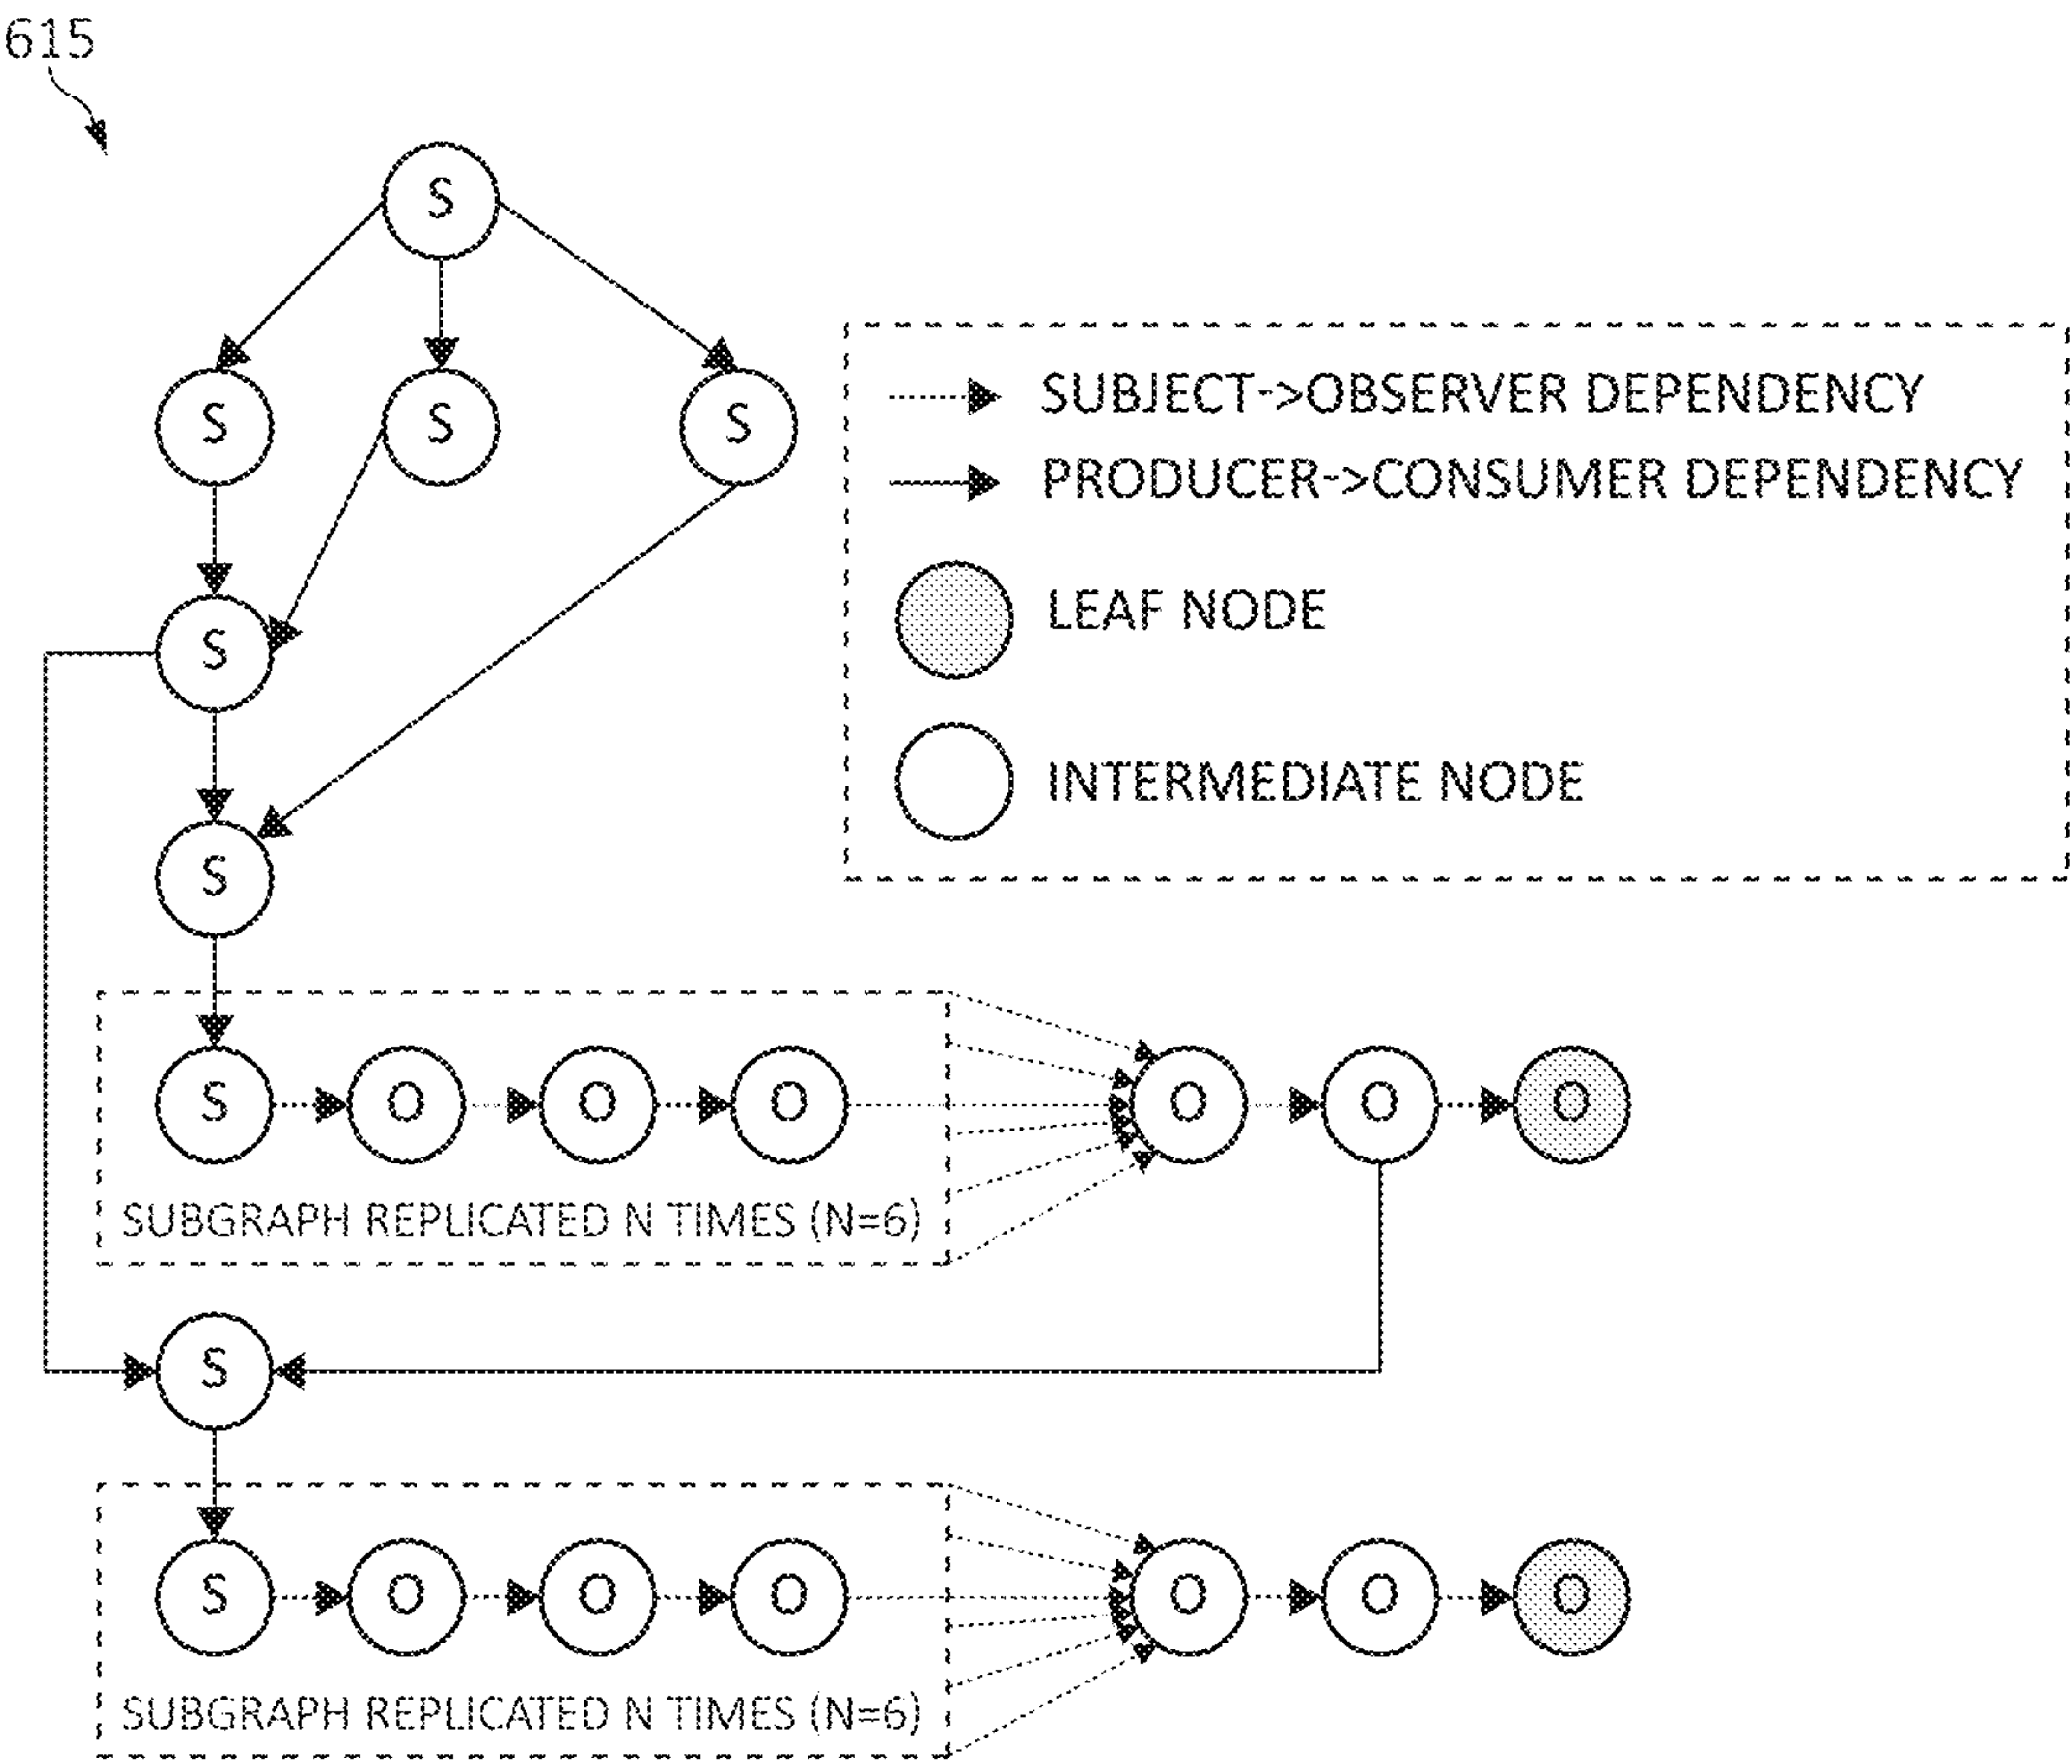 615
S
S
S
S
SUBJECT->OBSERVER DEPENDENCY
PRODUCER->CONSUMER DEPENDENCY
LEAF NODE
INTERMEDIATE NODE
S
S
S O O O O O O
SUBGRAPH REPLICATED N TIMES (N=6)
S
S O O O O O O
SUBGRAPH REPLICATED N TIMES (N=6)